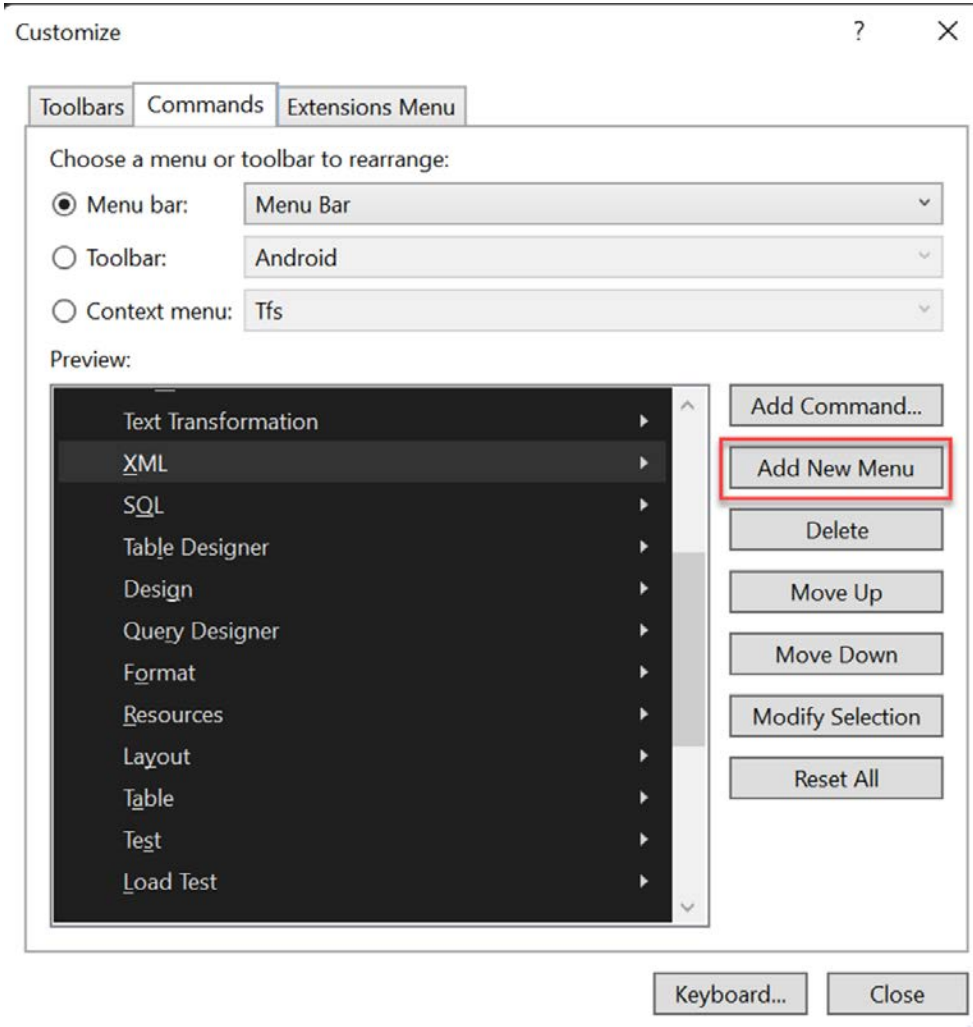 Customize ?
Toolbars Commands Extensions Menu
Choose a menu or toolbar to rearrange:
Menu bar: Menu Bar
Toolbar: Android
Context menu: Tfs
Preview:
Text Transformation
XML
SQL
Table Designer
Design
Query Designer
Format
Resources
Layout
Table
Test
Load Test
Add Command...
Add New Menu
Delete
Move Up
Move Down
Modify Selection
Reset All
Keyboard... Close